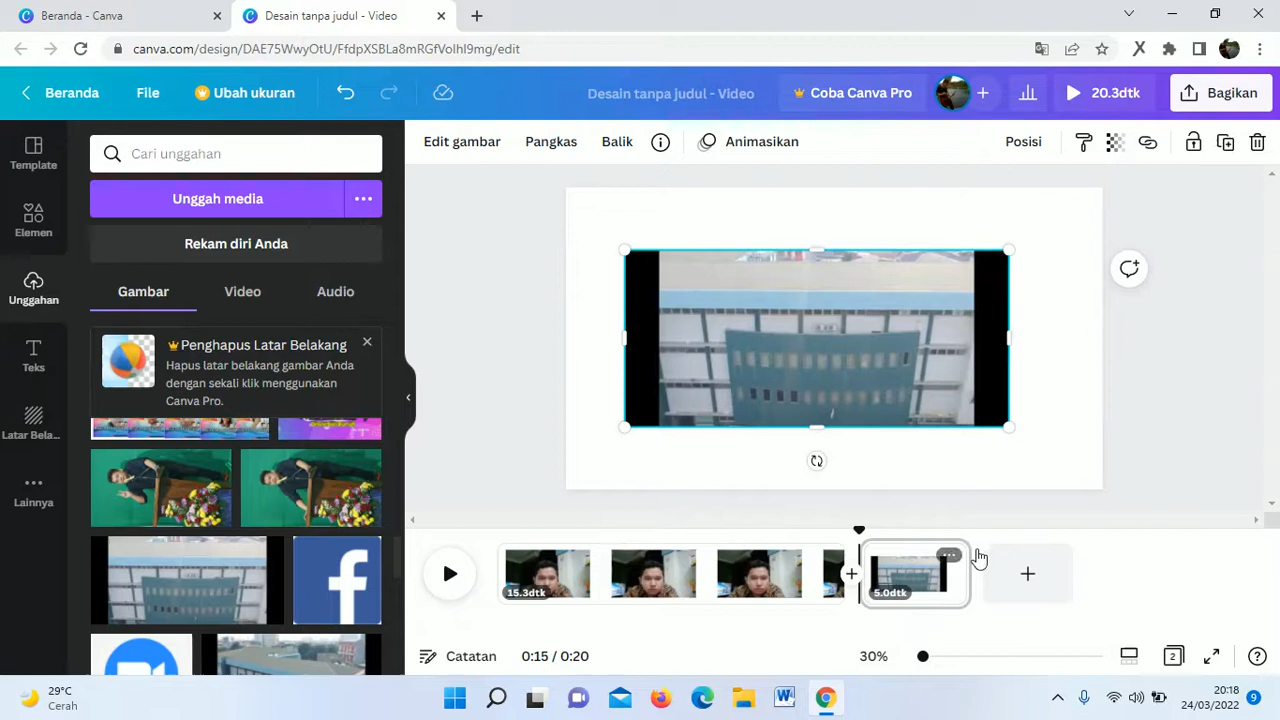 Beranda - Canva
Desain tanpa judul - Video
canva.com/design/DAE75WwyOtU/FfdpXSBLa8mRGfVolhI9mg/edit
Beranda
File
Ubah ukuran
Desain tanpa judul - Video
Coba Canva Pro
20.3dtk
Bagikan
Template
Elemen
Unggahan
Teks
Latar Bela...
Lainnya
Cari unggahan
Unggah media
Rekam diri Anda
Gambar
Video
Audio
Penghapus Latar Belakang
Hapus latar belakang gambar Anda
dengan sekali klik menggunakan
Canva Pro.
Edit gambar
Pangkas
Balik
Animasikan
Posisi
15.3dtk
5.0dtk
Catatan
0:15 / 0:20
30%
2
29°C
Cerah
20:18
24/03/2022
9